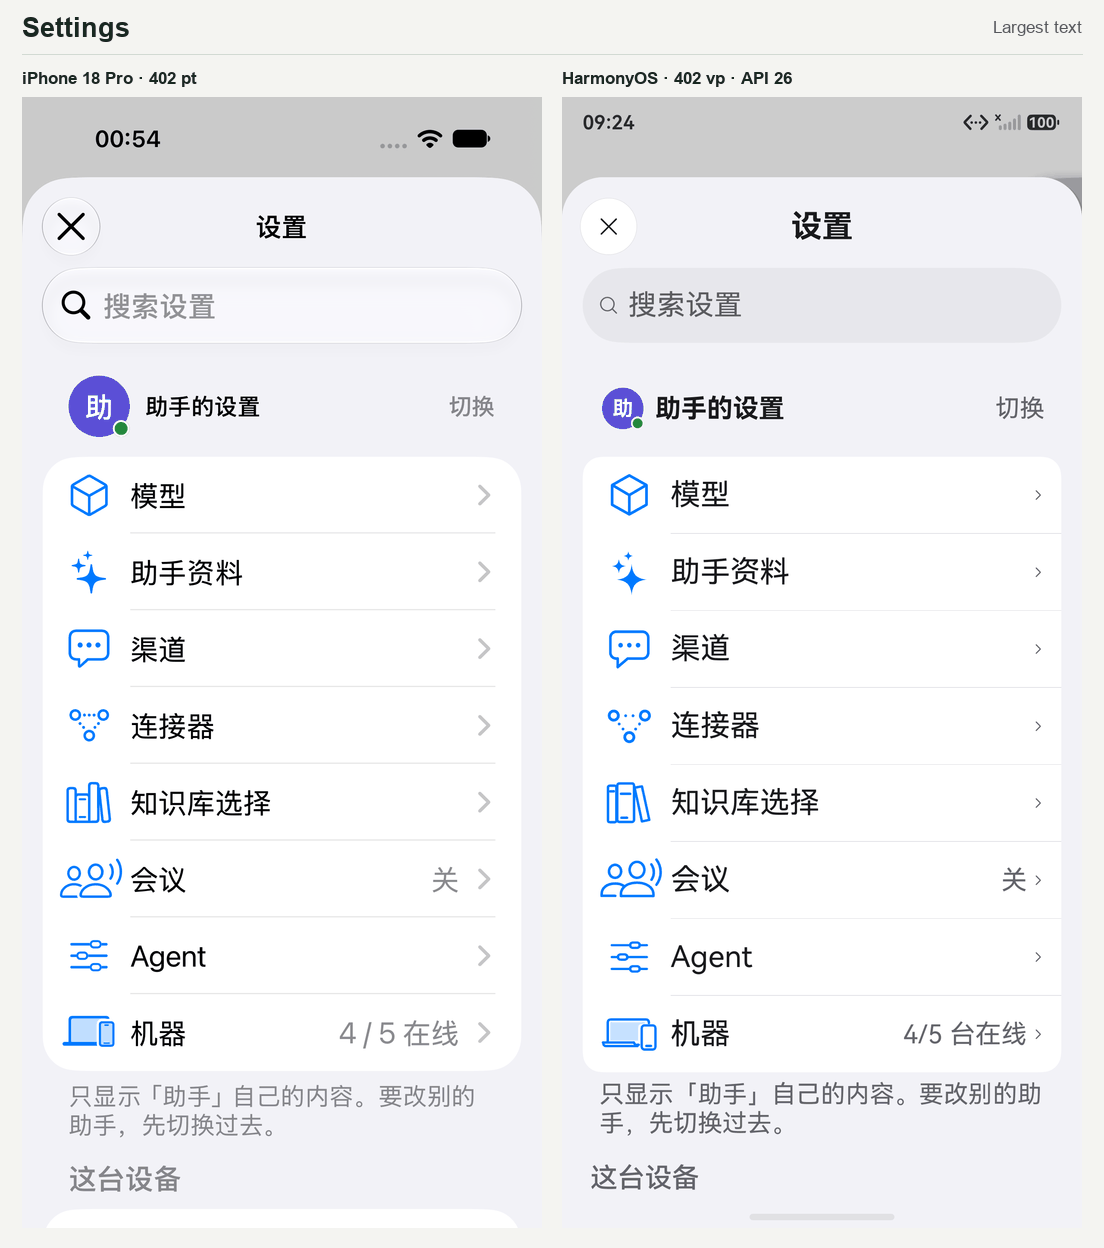 Settings
Largest text
iPhone 18 Pro · 402 pt
00:54
设置
搜索设置
助
助手的设置
切换
模型
助手资料
渠道
连接器
知识库选择
会议
关
Agent
机器
4 / 5 在线
只显示「助手」自己的内容。要改别的
助手，先切换过去。
这台设备
HarmonyOS · 402 vp · API 26
09:24
100
设置
搜索设置
助
助手的设置
切换
模型
助手资料
渠道
连接器
知识库选择
会议
关
Agent
机器
4/5 台在线
只显示「助手」自己的内容。要改别的助
手，先切换过去。
这台设备